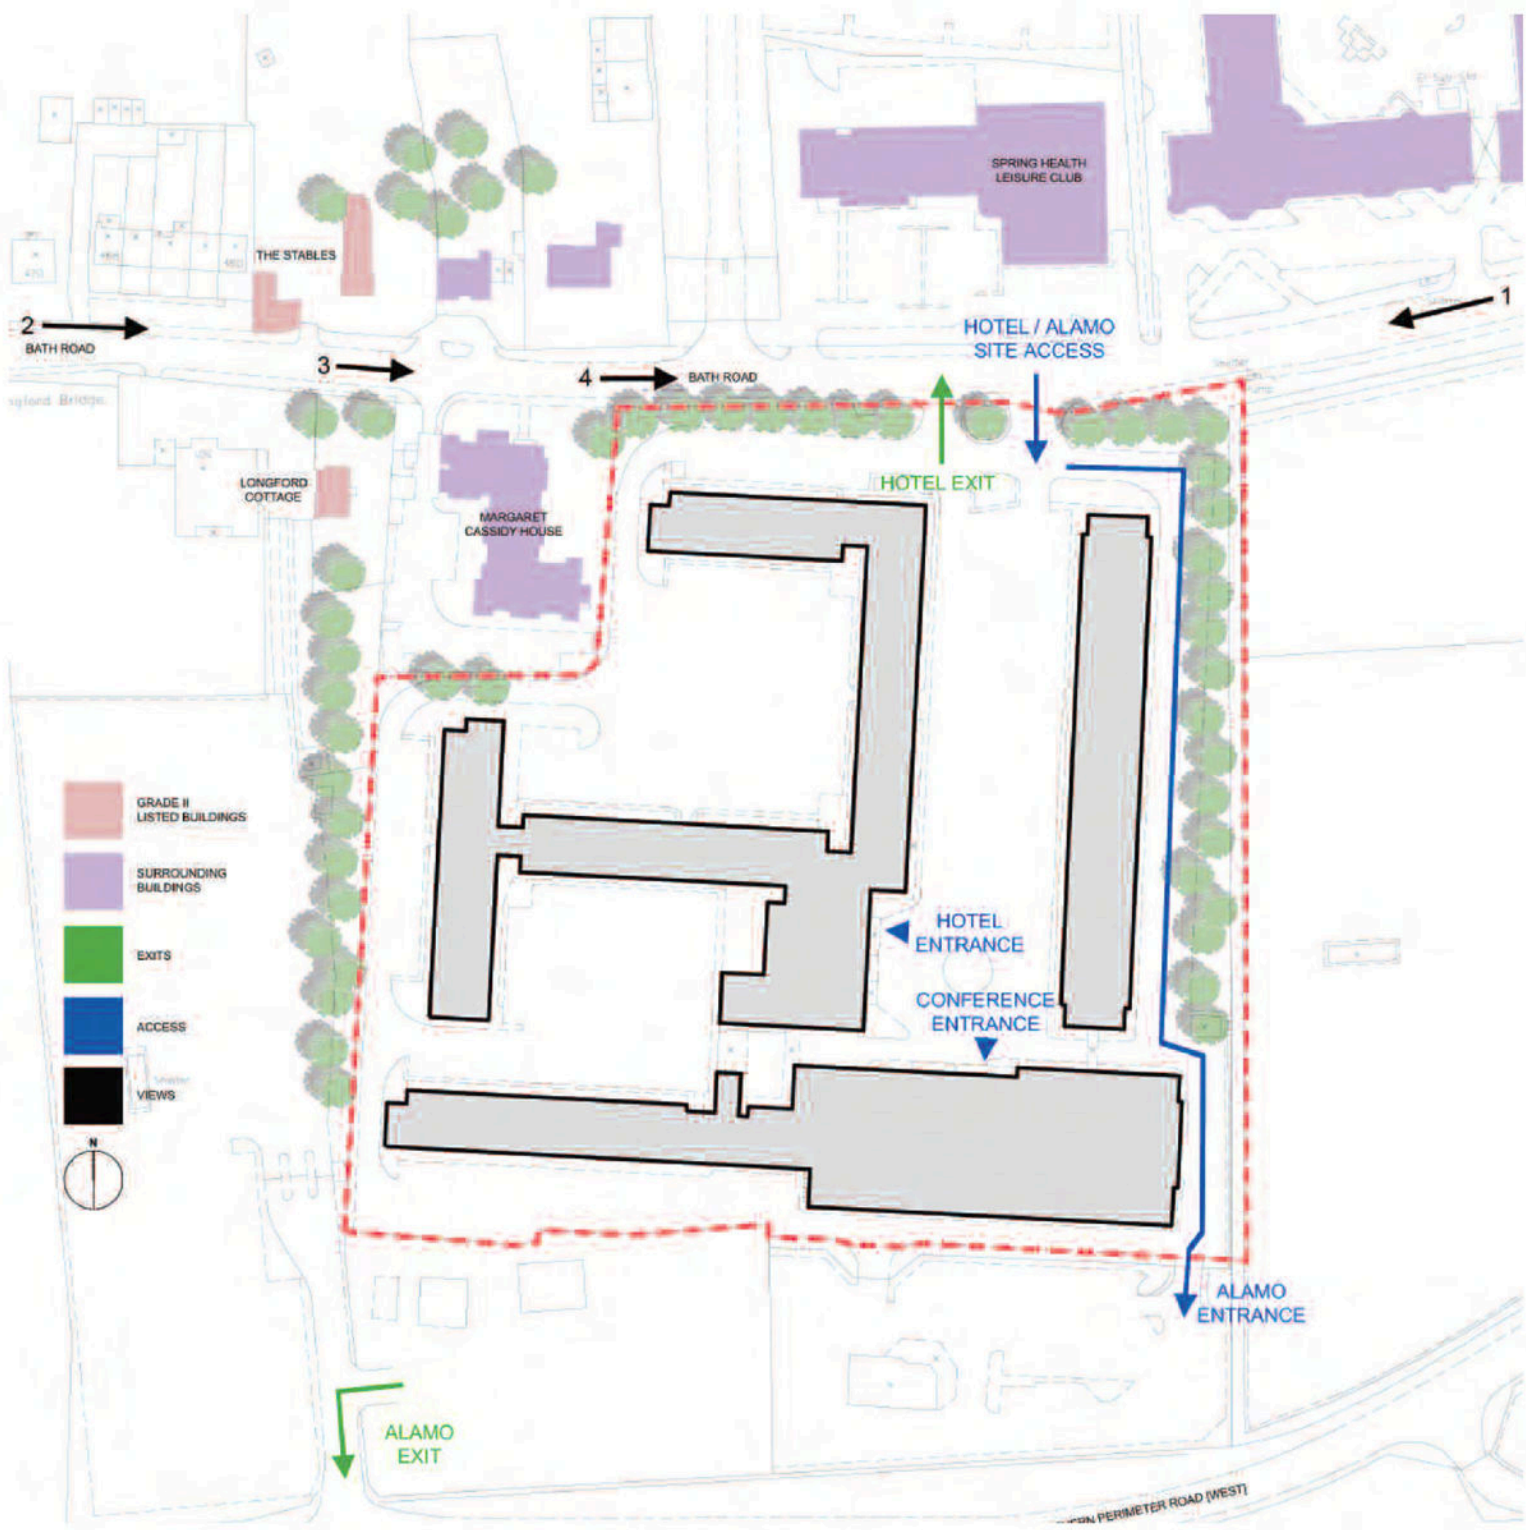 SPRING HEALTH
LEISURE CLUB
THE STABLES
1
HOTEL / ALAMO
SITE ACCESS
2
BATH ROAD
3
4
BATH ROAD
HOTEL EXIT
LONGFORD
COTTAGE
MARGARET
CASSIDY HOUSE
GRADE II
LISTED BUILDINGS
SURROUNDING
BUILDINGS
EXITS
ACCESS
VIEWS
N
HOTEL
ENTRANCE
CONFERENCE
ENTRANCE
ALAMO
ENTRANCE
ALAMO
EXIT
PERIMETER ROAD [WEST]